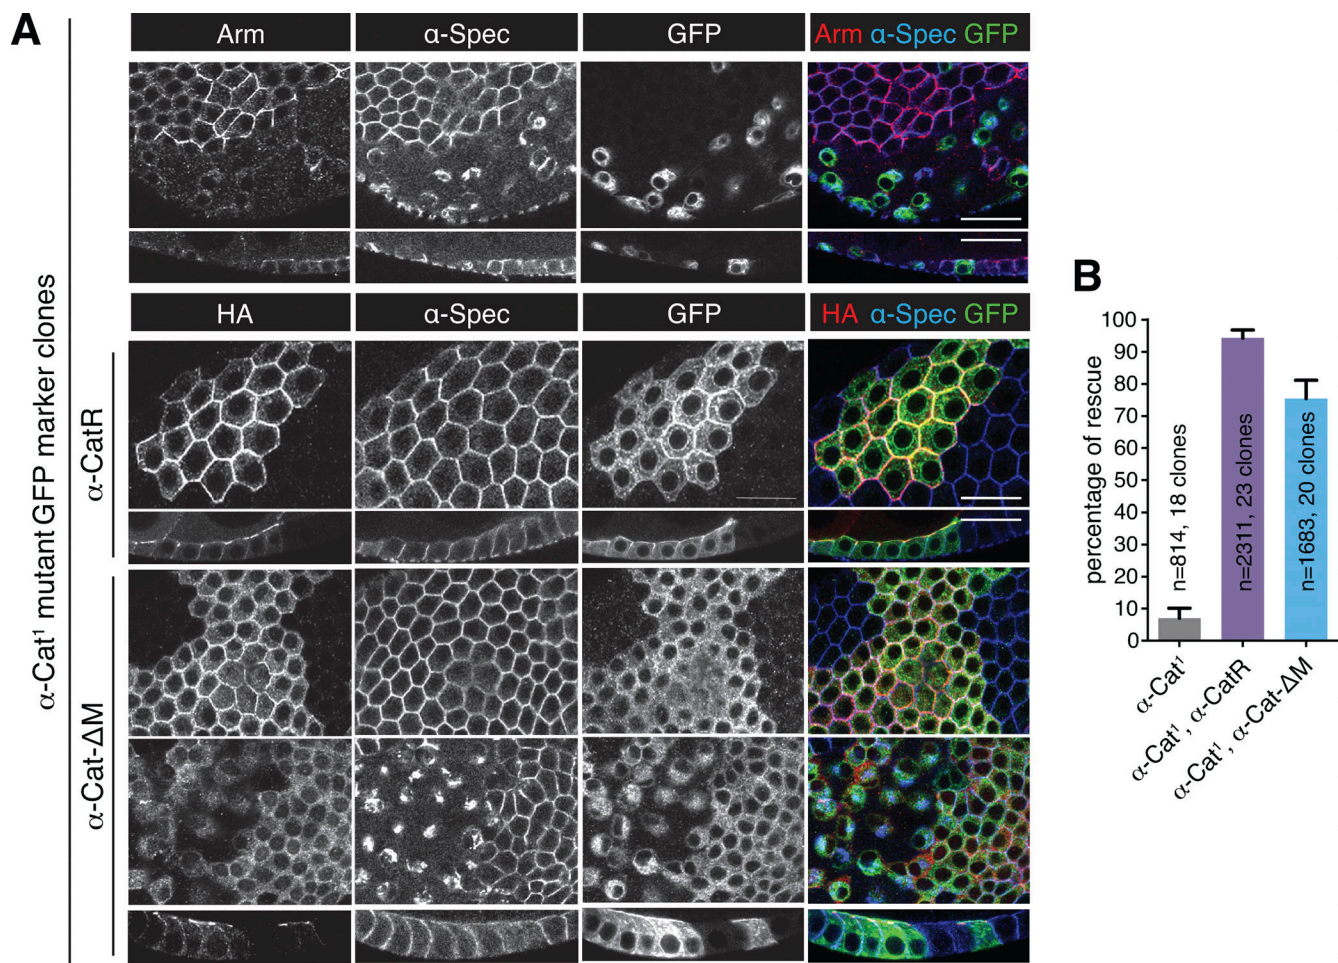 A
α-Cat¹ mutant GFP marker clones
Arm α-Spec GFP Arm α-Spec GFP
HA α-Spec GFP HA α-Spec GFP
α-CatR
α-Cat-ΔM
B
percentage of rescue
100
90
80
70
60
50
40
30
20
10
0
n=814, 18 clones
n=2311, 23 clones
n=1683, 20 clones
α-Cat¹
α-Cat¹, α-CatR
α-Cat¹, α-Cat-ΔM